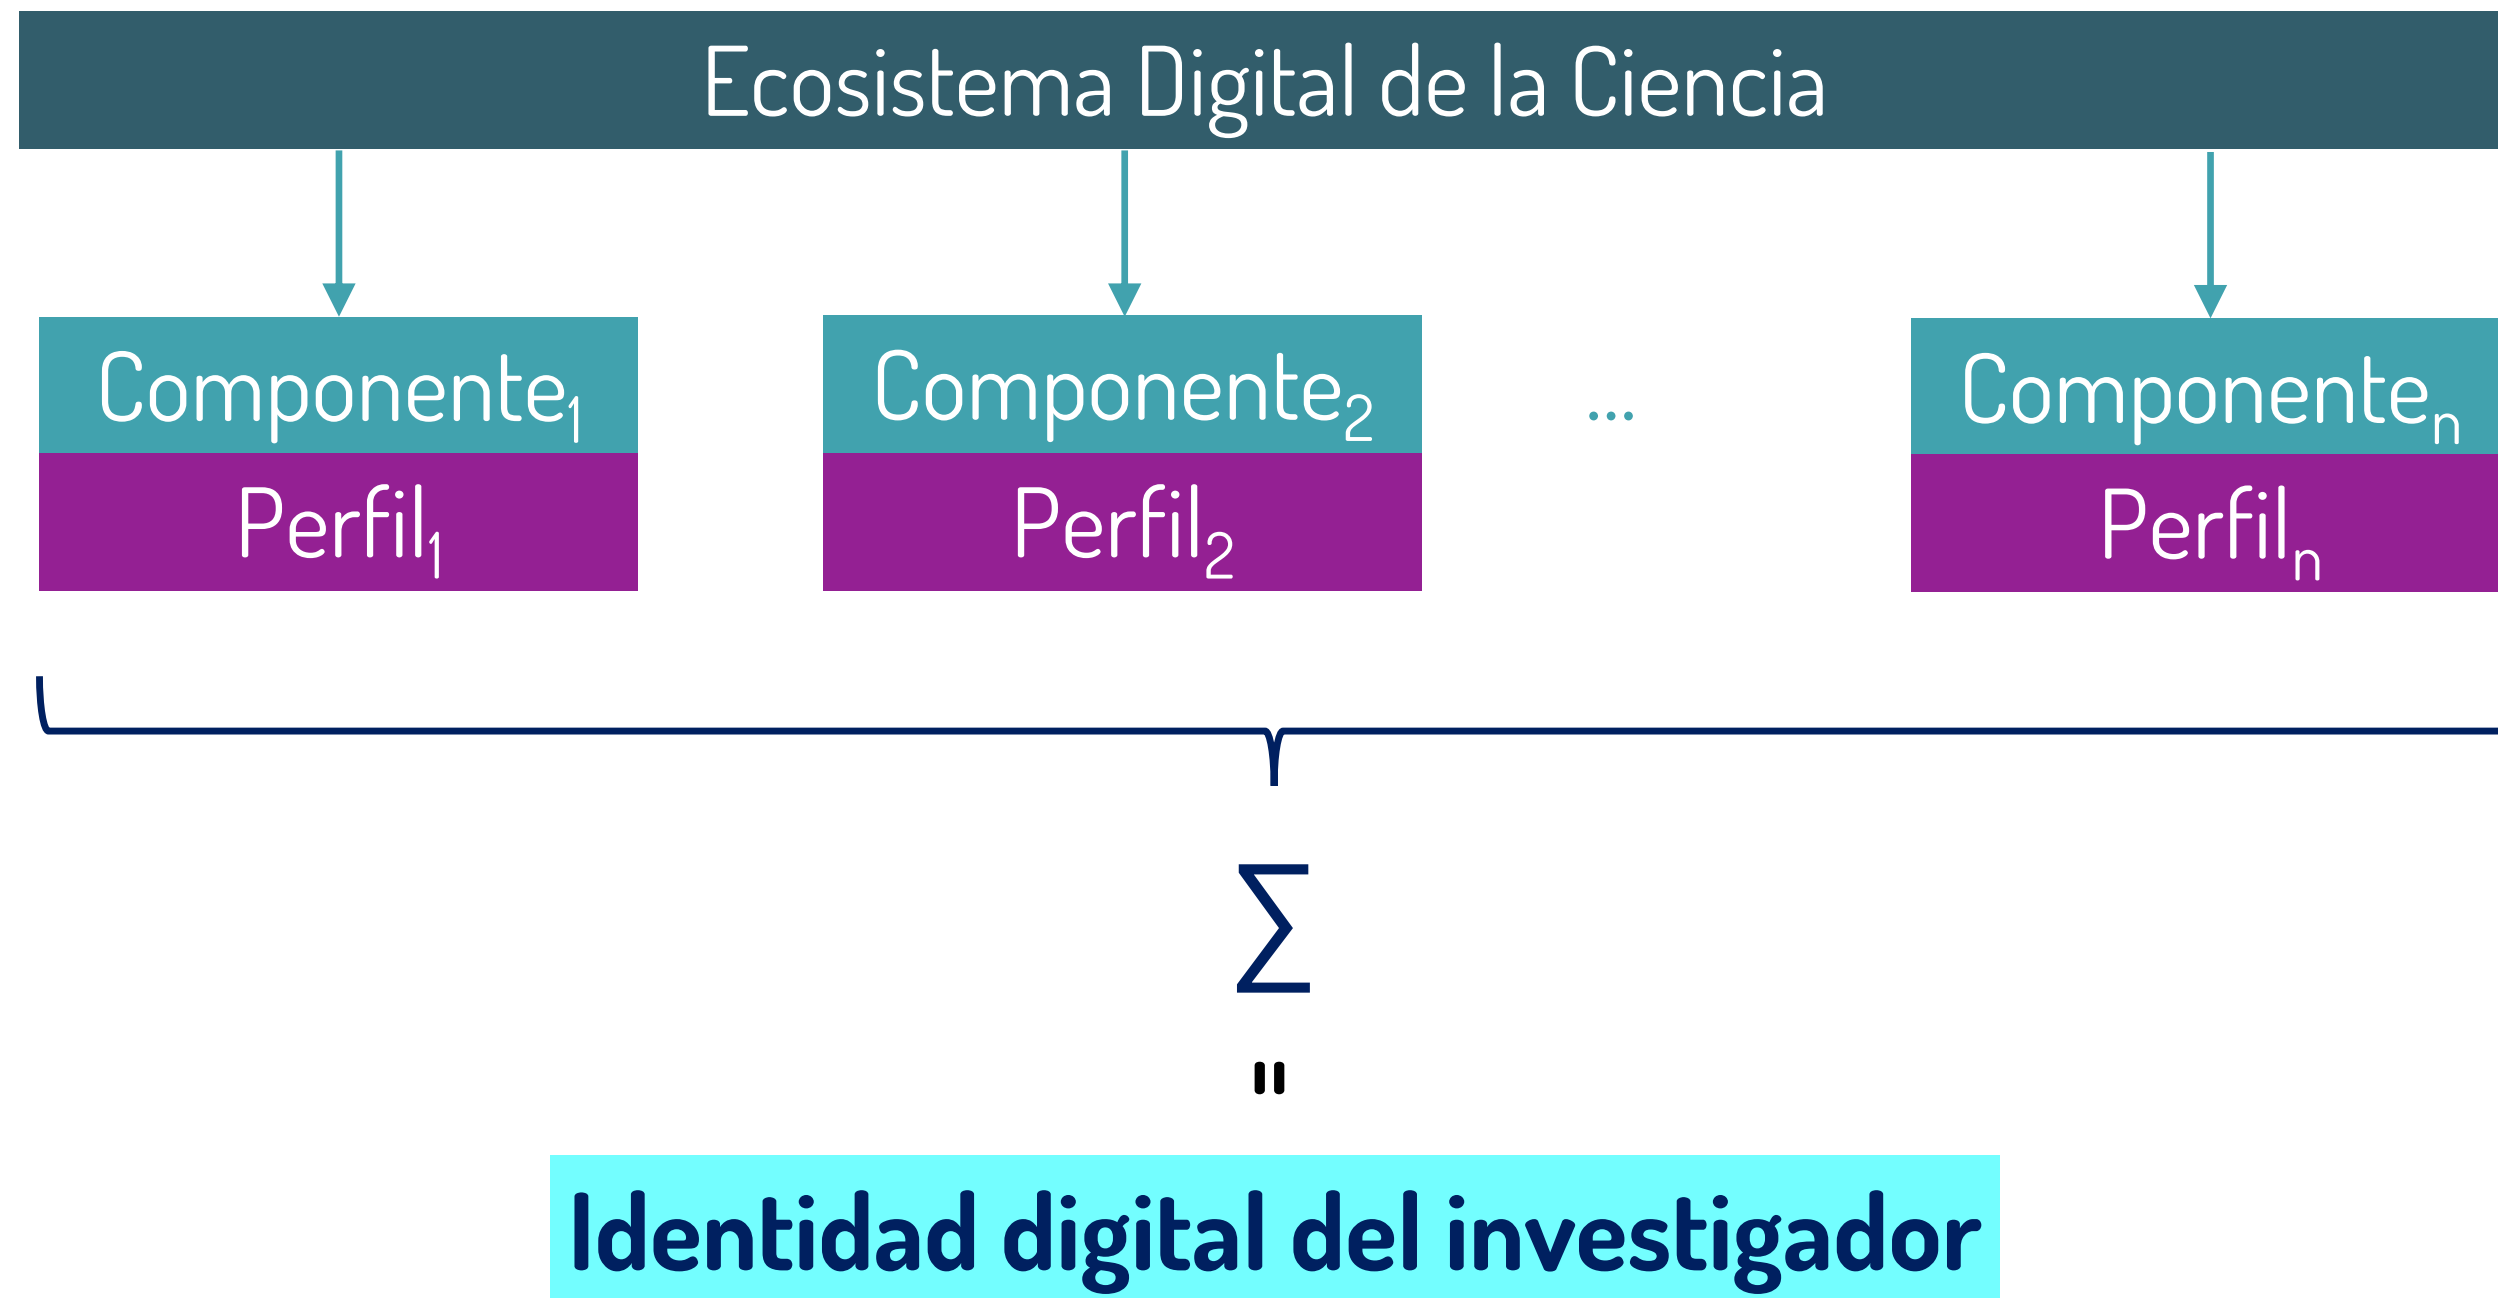 Ecosistema Digital de la Ciencia
Componente₁ Componente₂ ... Componenteₙ
Perfil₁ Perfil₂ Perfilₙ
∑
=
Identidad digital del investigador